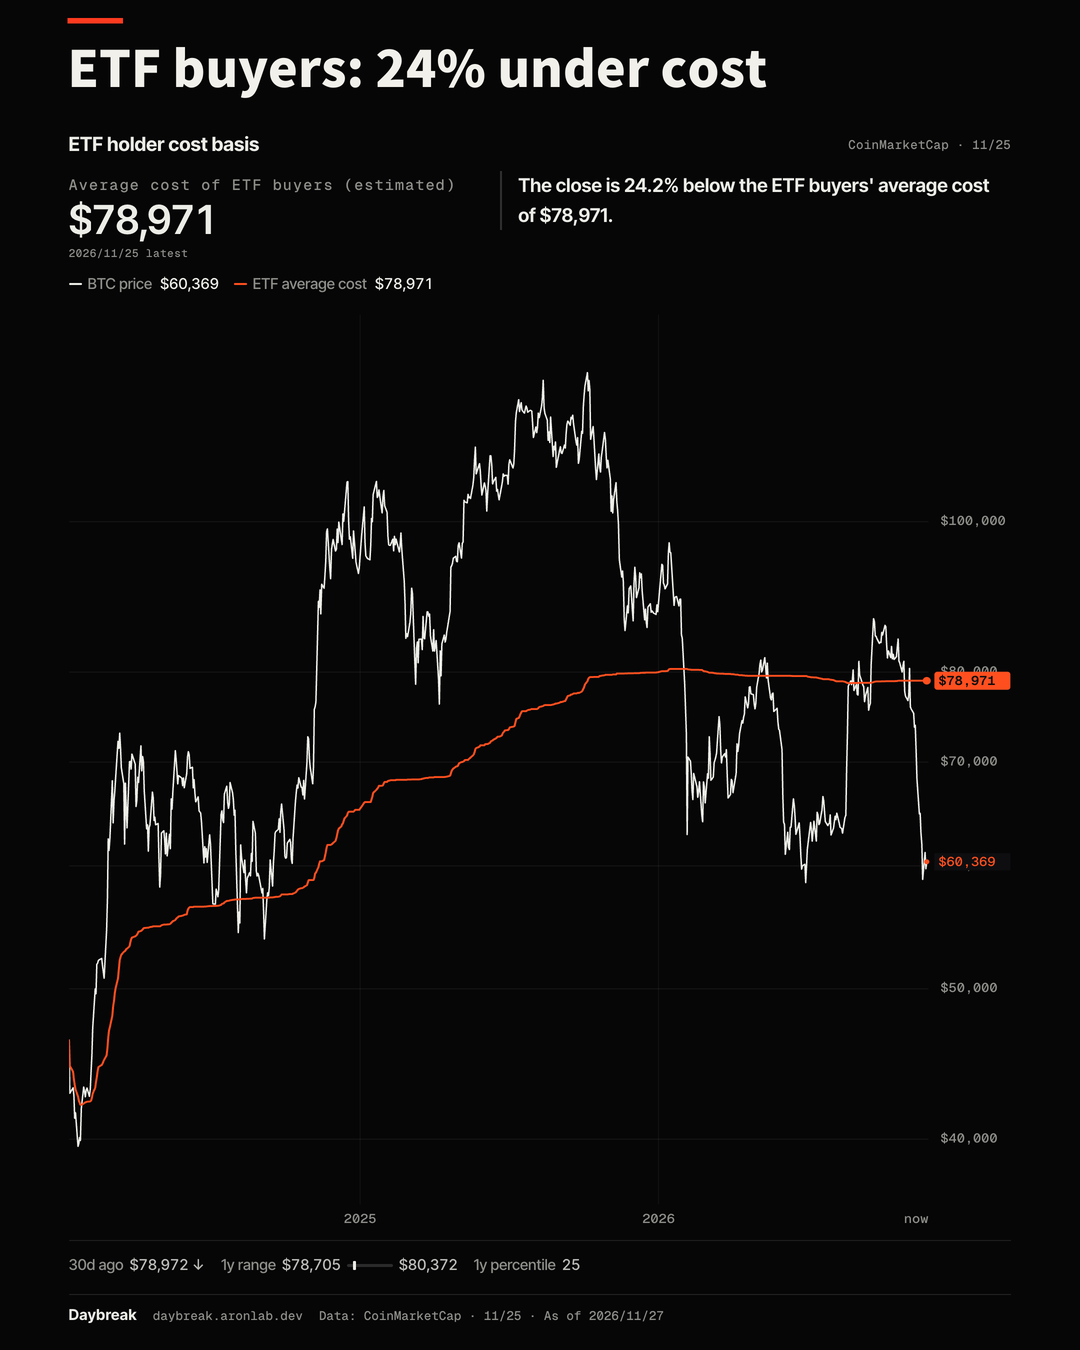 ETF buyers: 24% under cost
ETF holder cost basis
CoinMarketCap · 11/25
Average cost of ETF buyers (estimated)
$78,971
2026/11/25 latest
The close is 24.2% below the ETF buyers' average cost
of $78,971.
BTC price $60,369 ETF average cost $78,971
$100,000
$80,000
$78,971
$70,000
$60,369
$50,000
$40,000
2025 2026 now
30d ago $78,972 ↓ 1y range $78,705 $80,372 1y percentile 25
Daybreak daybreak.aronlab.dev Data: CoinMarketCap · 11/25 · As of 2026/11/27